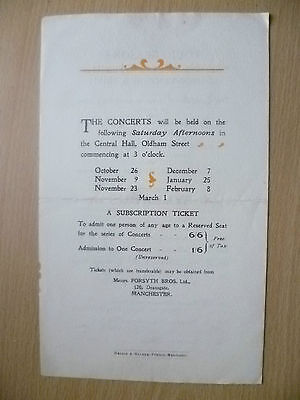 THE CONCERTS will be held on the
following Saturday Afternoons in
the Central Hall, Oldham Street
commencing at 3 o'clock.
October 26 December 7
November 9 January 25
November 23 February 8
March 1
A SUBSCRIPTION TICKET
To admit one person of any age to a Reserved Seat
for the series of Concerts - - 6/6 Free
Admission to One Concert - - 1/6 of Tax
(Unreserved)
Tickets (which are transferable) may be obtained from
Messrs. FORSYTH BROS. Ltd.,
126, Deansgate,
MANCHESTER.